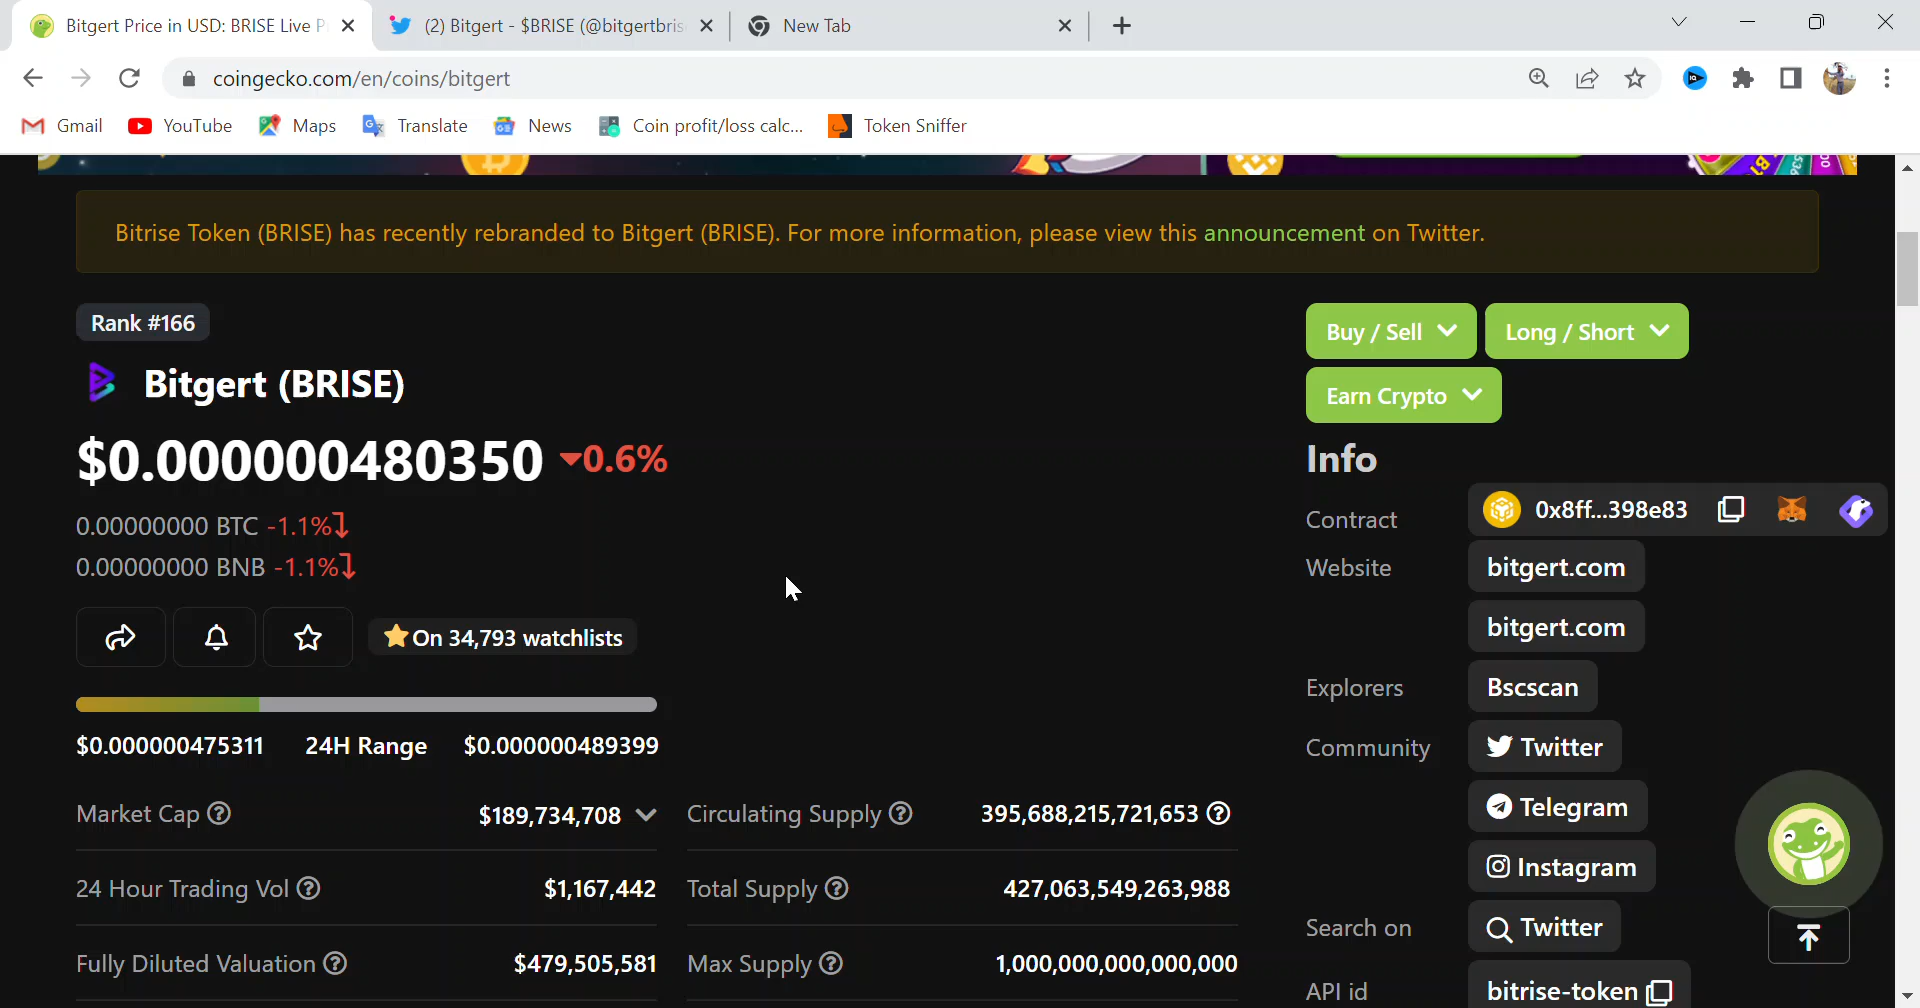 Bitgert Price in USD: BRISE Live P
(2) Bitgert - $BRISE (@bitgertbris
New Tab
coingecko.com/en/coins/bitgert
Gmail
YouTube
Maps
Translate
News
Coin profit/loss calc...
Token Sniffer
Bitrise Token (BRISE) has recently rebranded to Bitgert (BRISE). For more information, please view this announcement on Twitter.
Rank #166
Bitgert (BRISE)
$0.000000480350 0.6%
0.00000000 BTC -1.1%
0.00000000 BNB -1.1%
On 34,793 watchlists
$0.000000475311 24H Range $0.000000489399
Market Cap $189,734,708
24 Hour Trading Vol $1,167,442
Fully Diluted Valuation $479,505,581
Circulating Supply 395,688,215,721,653
Total Supply 427,063,549,263,988
Max Supply 1,000,000,000,000,000
Buy / Sell
Long / Short
Earn Crypto
Info
Contract 0x8ff...398e83
Website bitgert.com
bitgert.com
Explorers Bscscan
Community Twitter
Telegram
Instagram
Search on Twitter
API id bitrise-token